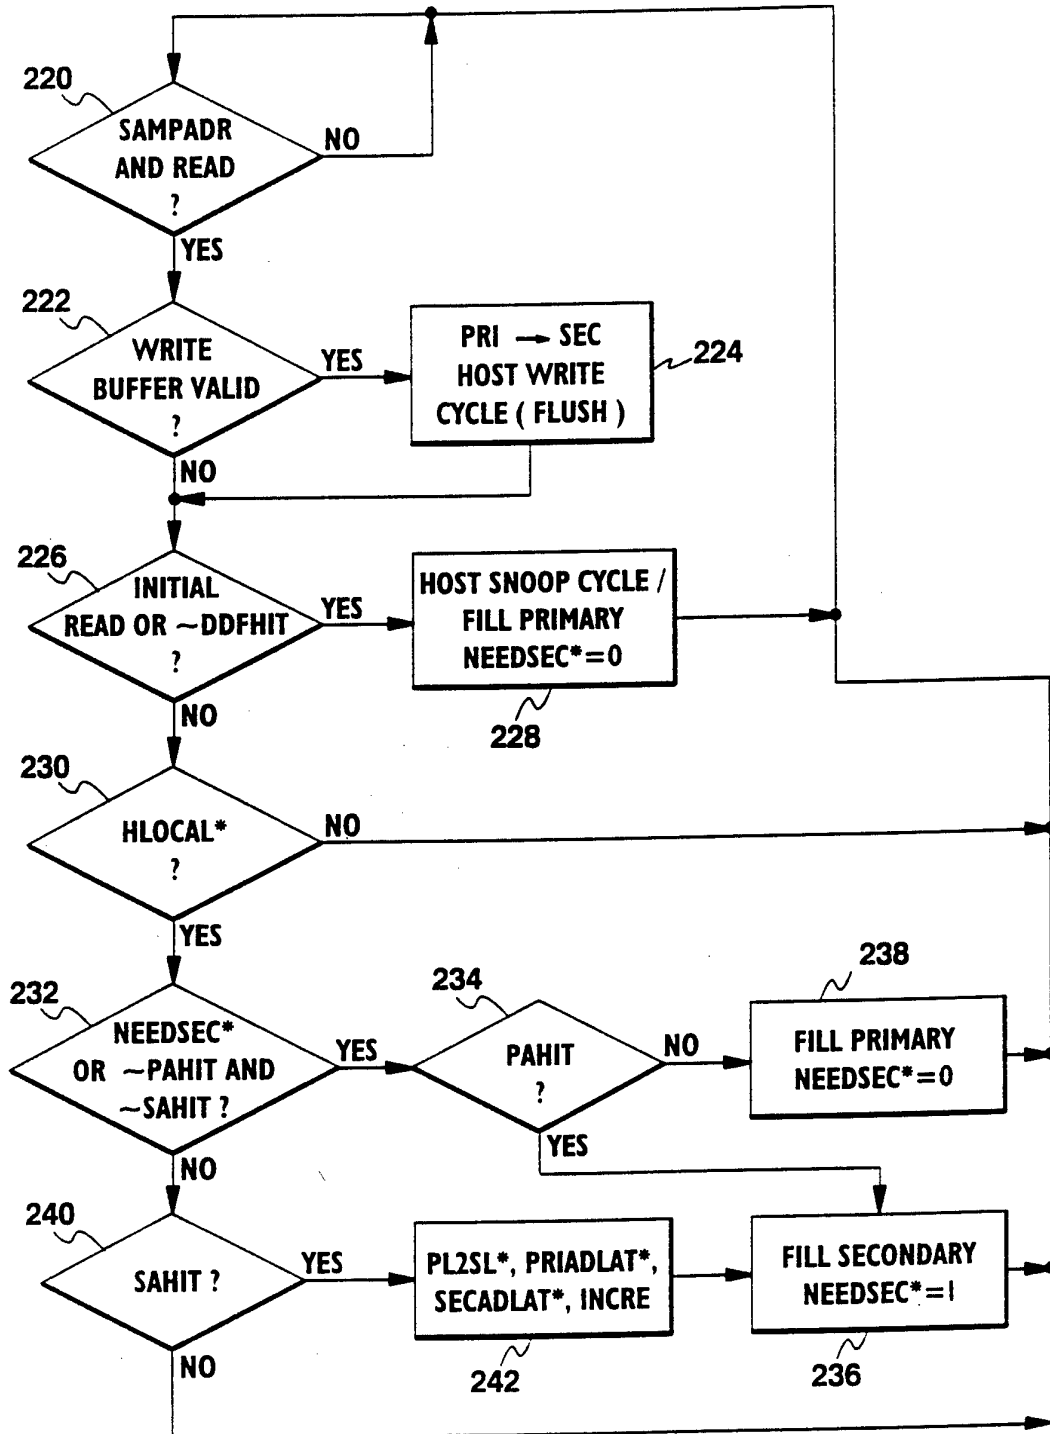 220
SAMPADR
AND READ
?
NO
YES
222
WRITE
BUFFER VALID
?
YES
NO
PRI → SEC
HOST WRITE
CYCLE ( FLUSH )
224
226
INITIAL
READ OR ~DDFHIT
?
YES
NO
HOST SNOOP CYCLE /
FILL PRIMARY
NEEDSEC*=0
228
230
HLOCAL*
?
NO
YES
232
NEEDSEC*
OR ~PAHIT AND
~SAHIT ?
YES
NO
234
PAHIT
?
NO
YES
238
FILL PRIMARY
NEEDSEC*=0
240
SAHIT ?
YES
NO
PL2SL*, PRIADLAT*,
SECADLAT*, INCRE
242
FILL SECONDARY
NEEDSEC*=1
236